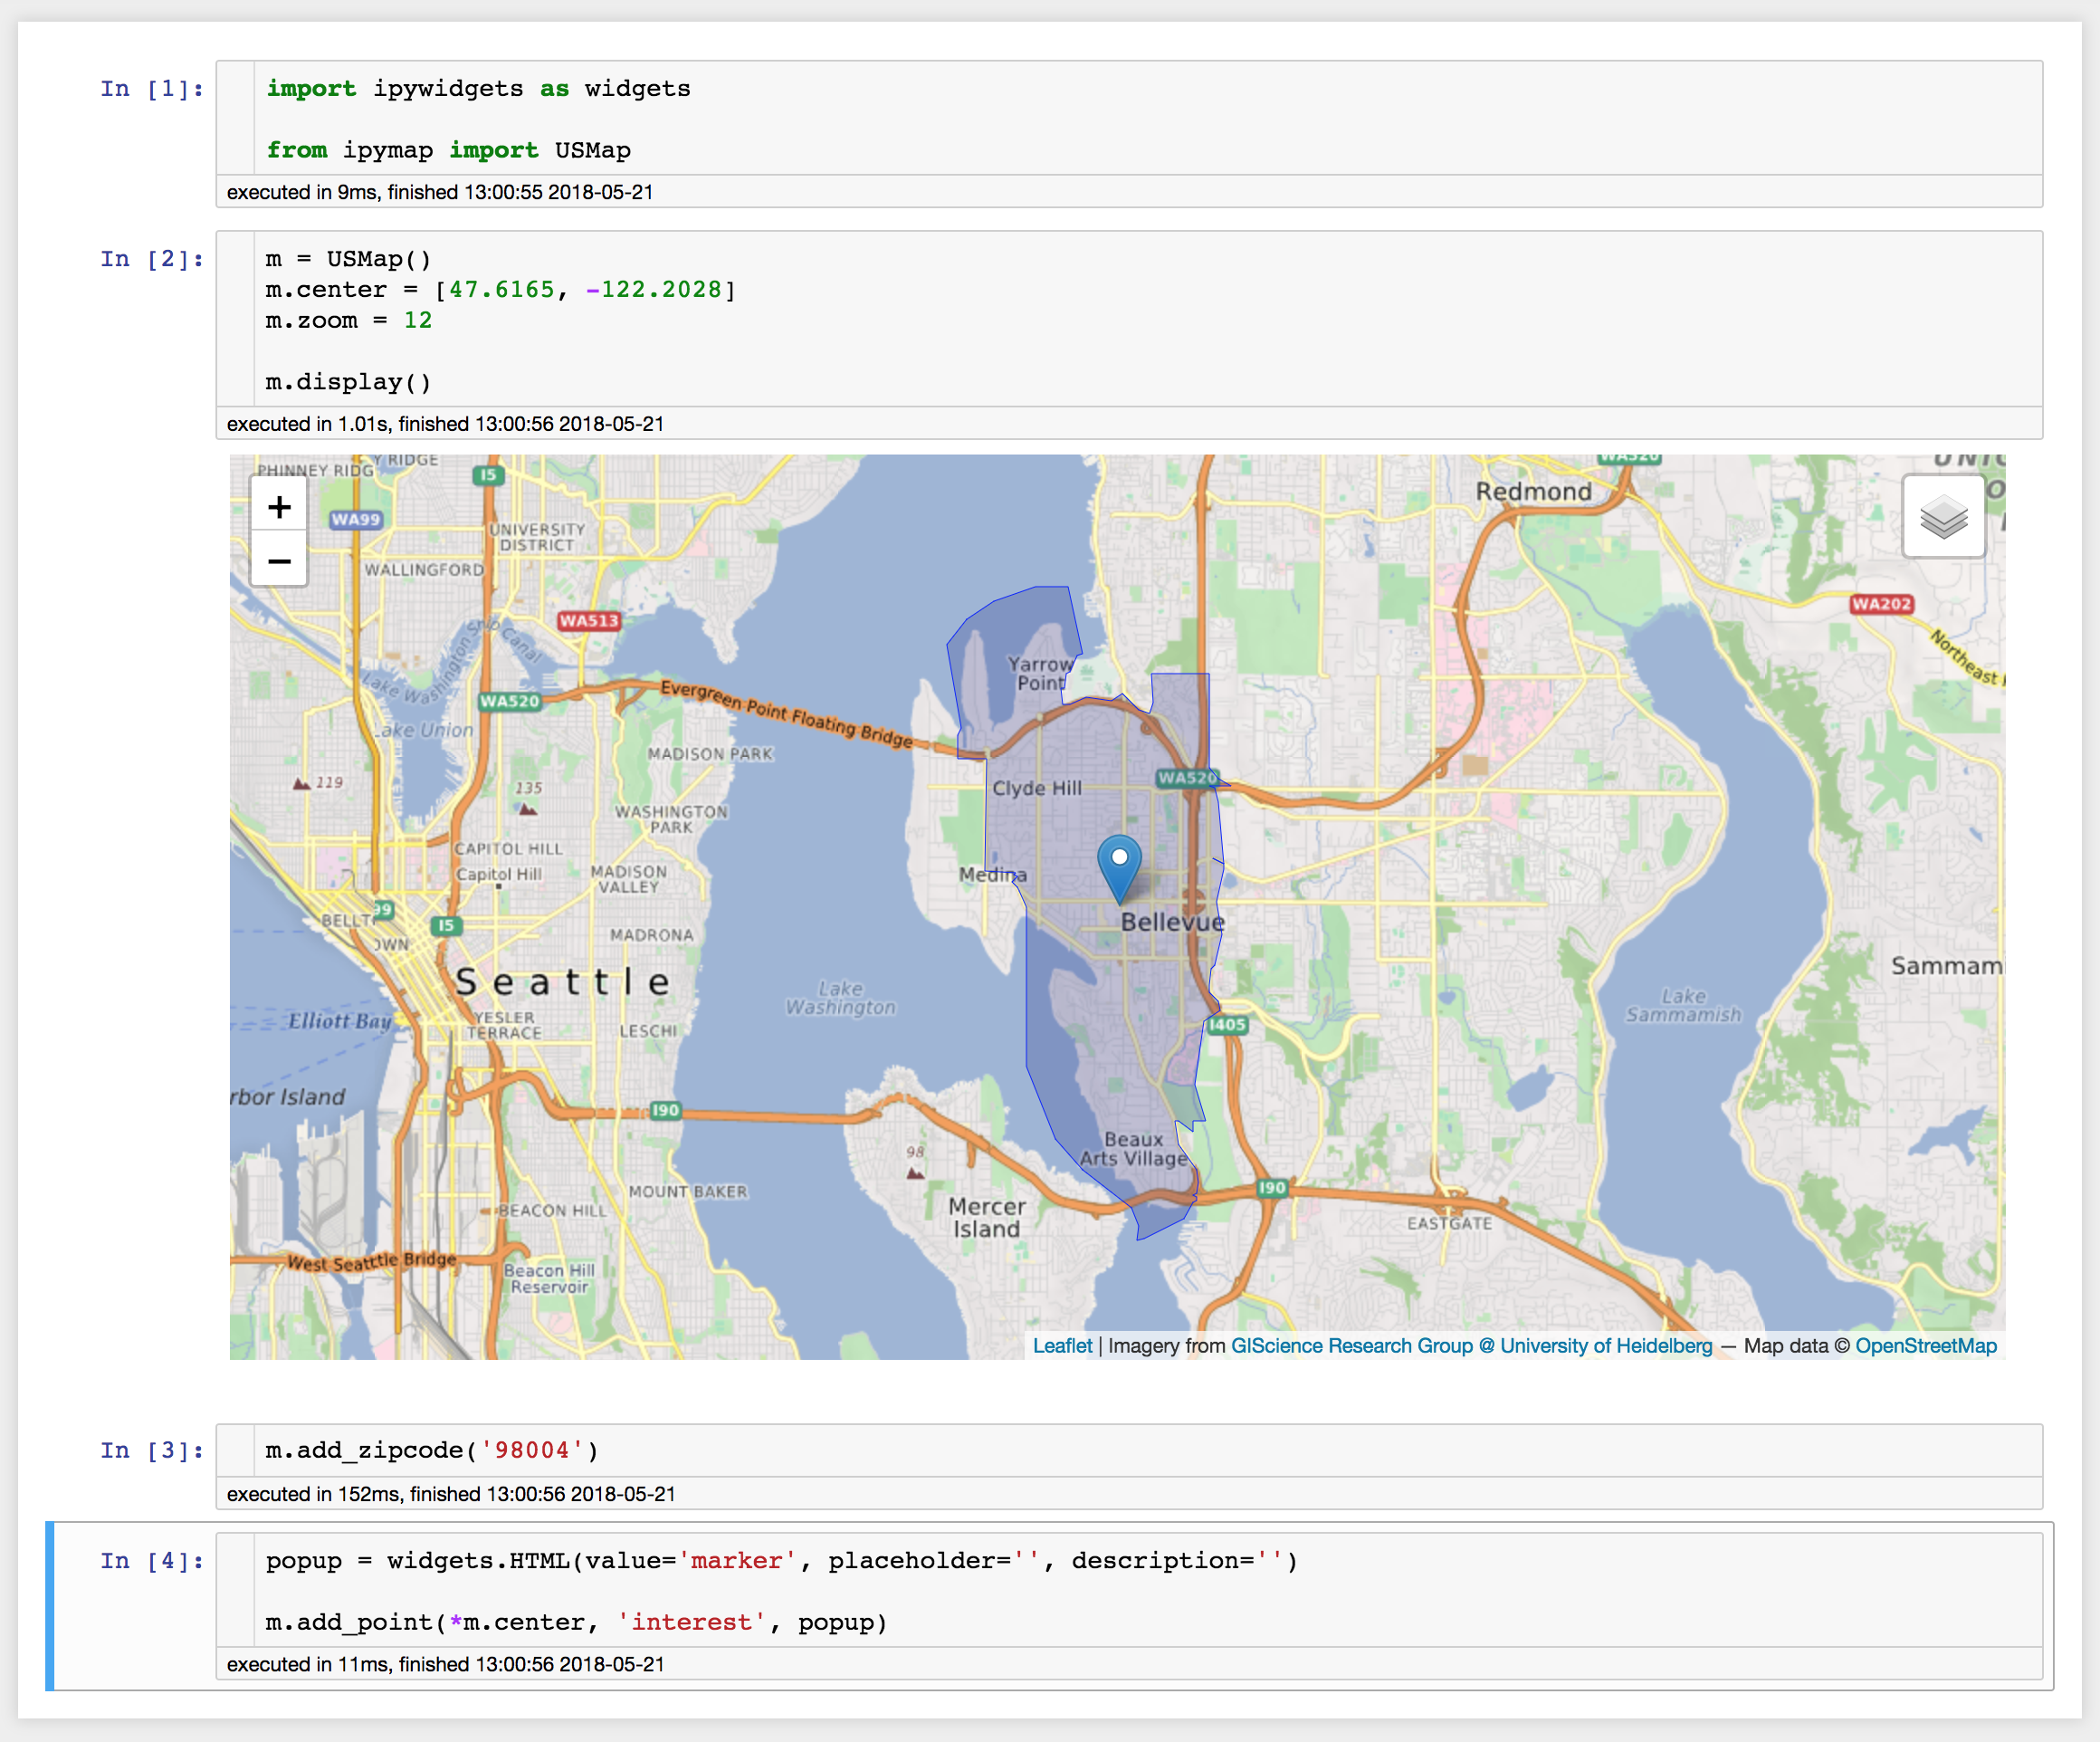 In [1]:
import ipywidgets as widgets
from ipymap import USMap
executed in 9ms, finished 13:00:55 2018-05-21
In [2]:
m = USMap()
m.center = [47.6165, -122.2028]
m.zoom = 12
m.display()
executed in 1.01s, finished 13:00:56 2018-05-21
Y RIDGE
PHINNEY RIDG
I5
WA520
Redmond
+
WA99
UNIVERSITY
DISTRICT
−
WALLINGFORD
WA202
WA513
Ship Canal
Northeast
Lake Washington
Yarrow
Point
Evergreen Point Floating Bridge
WA520
Lake Union
MADISON PARK
119
135
Clyde Hill
WA520
WASHINGTON
PARK
CAPITOL HILL
Capitol Hill
MADISON
VALLEY
Medina
99
I5
BELLT
OWN
Bellevue
MADRONA
Seattle
Sammam
Lake
Washington
Lake
Sammamish
Elliott Bay
YESLER
TERRACE
LESCHI
I405
rbor Island
I90
Beaux
Arts Village
98
I90
MOUNT BAKER
Mercer
Island
BEACON HILL
EASTGATE
West Seatttle Bridge
Beacon Hill
Reservoir
Leaflet | Imagery from GIScience Research Group @ University of Heidelberg — Map data © OpenStreetMap
In [3]:
m.add_zipcode('98004')
executed in 152ms, finished 13:00:56 2018-05-21
In [4]:
popup = widgets.HTML(value='marker', placeholder='', description='')
m.add_point(*m.center, 'interest', popup)
executed in 11ms, finished 13:00:56 2018-05-21